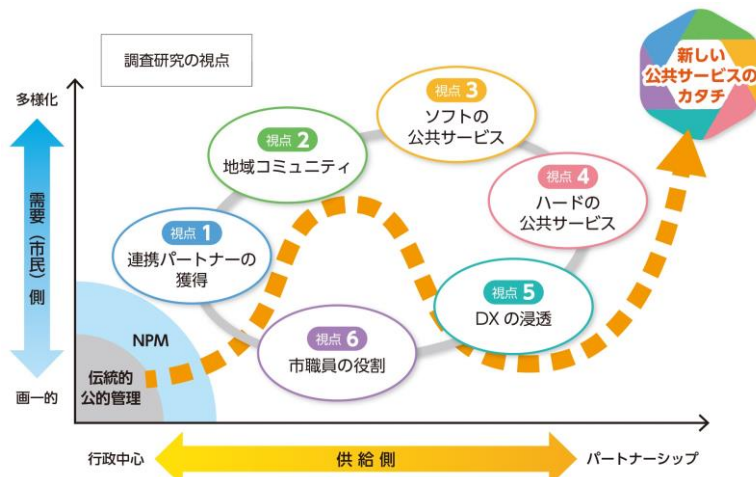 調査研究の視点
新しい
公共サービスの
カタチ
多様化
需要（市民）側
画一的
視点 3
ソフトの
公共サービス
視点 2
地域コミュニティ
視点 4
ハードの
公共サービス
視点 1
連携パートナーの
獲得
視点 5
DXの浸透
視点 6
市職員の役割
NPM
伝統的
公的管理
行政中心
供給側
パートナーシップ